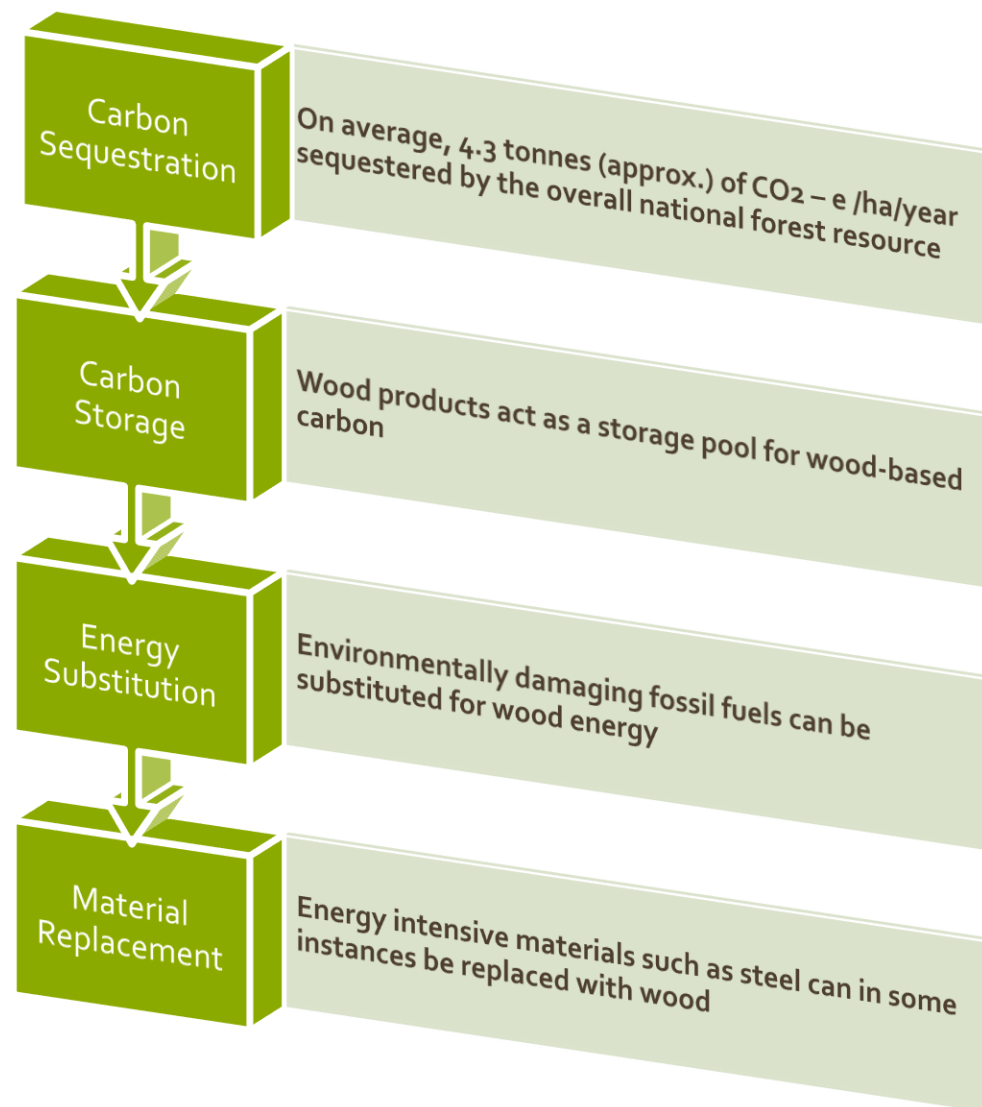 Carbon
Sequestration
On average, 4.3 tonnes (approx.) of CO2 – e /ha/year
sequestered by the overall national forest resource
Carbon
Storage
Wood products act as a storage pool for wood-based
carbon
Energy
Substitution
Environmentally damaging fossil fuels can be
substituted for wood energy
Material
Replacement
Energy intensive materials such as steel can in some
instances be replaced with wood